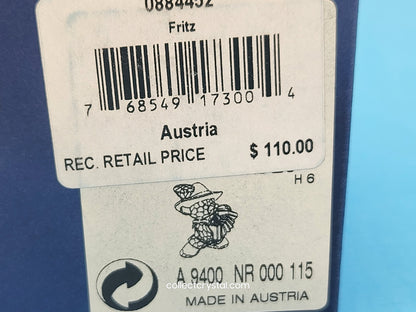 0884452
Fritz
7 68549 17300 4
Austria
REC. RETAIL PRICE $ 110.00
H 6
A 9400 NR 000 115
collectcrystal.com
MADE IN AUSTRIA